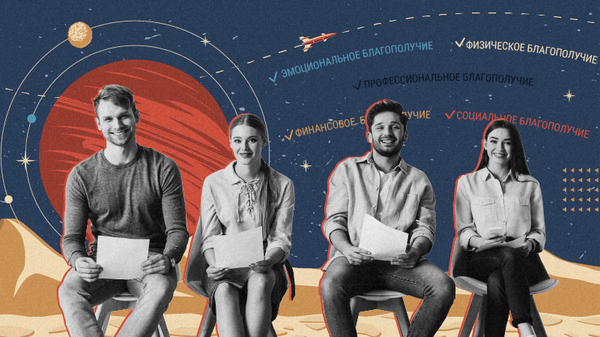 ЭМОЦИОНАЛЬНОЕ БЛАГОПОЛУЧИЕ
ФИЗИЧЕСКОЕ БЛАГОПОЛУЧИЕ
ПРОФЕССИОНАЛЬНОЕ БЛАГОПОЛУЧИЕ
ФИНАНСОВОЕ БЛАГОПОЛУЧИЕ
СОЦИАЛЬНОЕ БЛАГОПОЛУЧИЕ